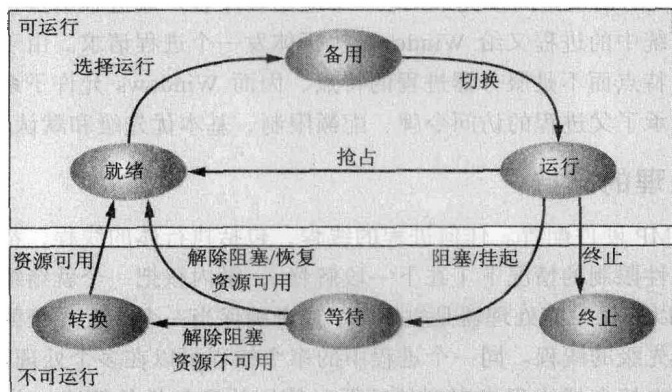 可运行
备用
选择运行
切换
抢占
就绪
运行
资源可用
解除阻塞/恢复
资源可用
阻塞/挂起
终止
转换
等待
终止
解除阻塞
资源不可用
不可运行